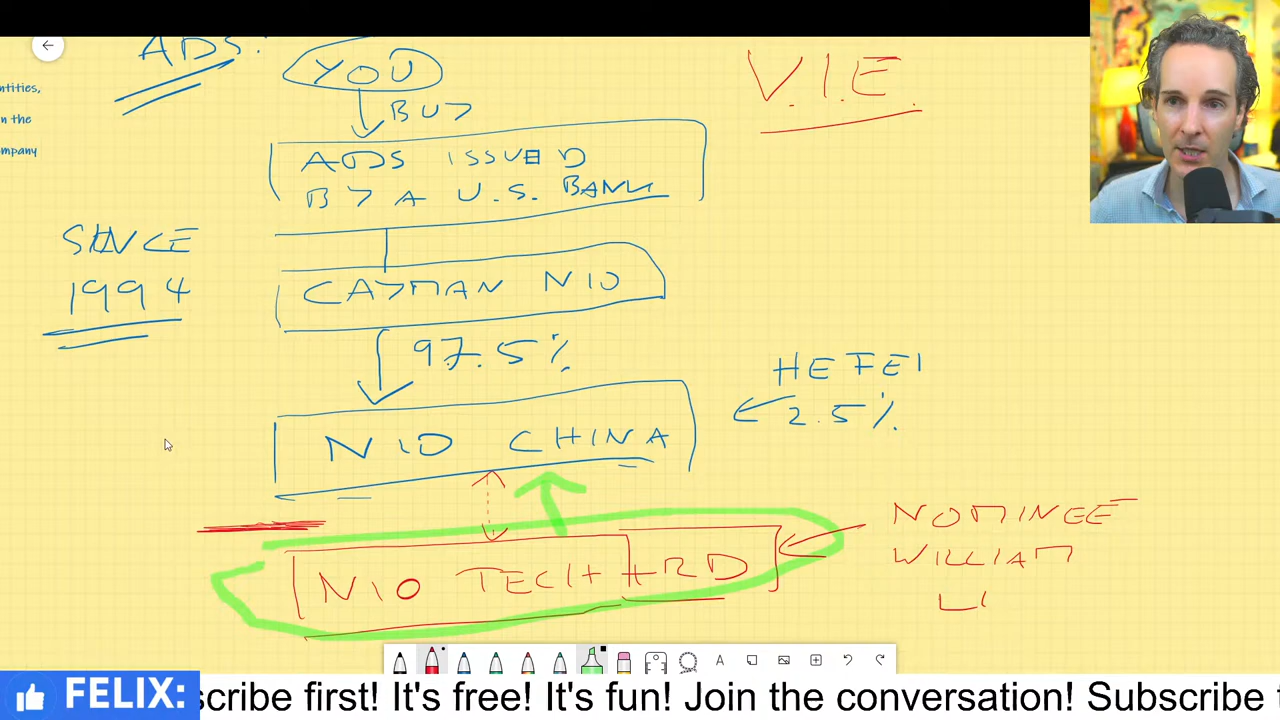 ADS:
YOU
BUY
V.I.E.
ntities,
n the
ompany
ADS ISSUED
BY A U.S. BANK
SINCE
1994
CAYMAN NIO
97.5%
HEFEI
2.5%
NIO CHINA
NOMINEE
WILLIAM
LI
NIO TECH + RD
A
FELIX:
scribe first! It's free! It's fun! Join the conversation! Subscribe t